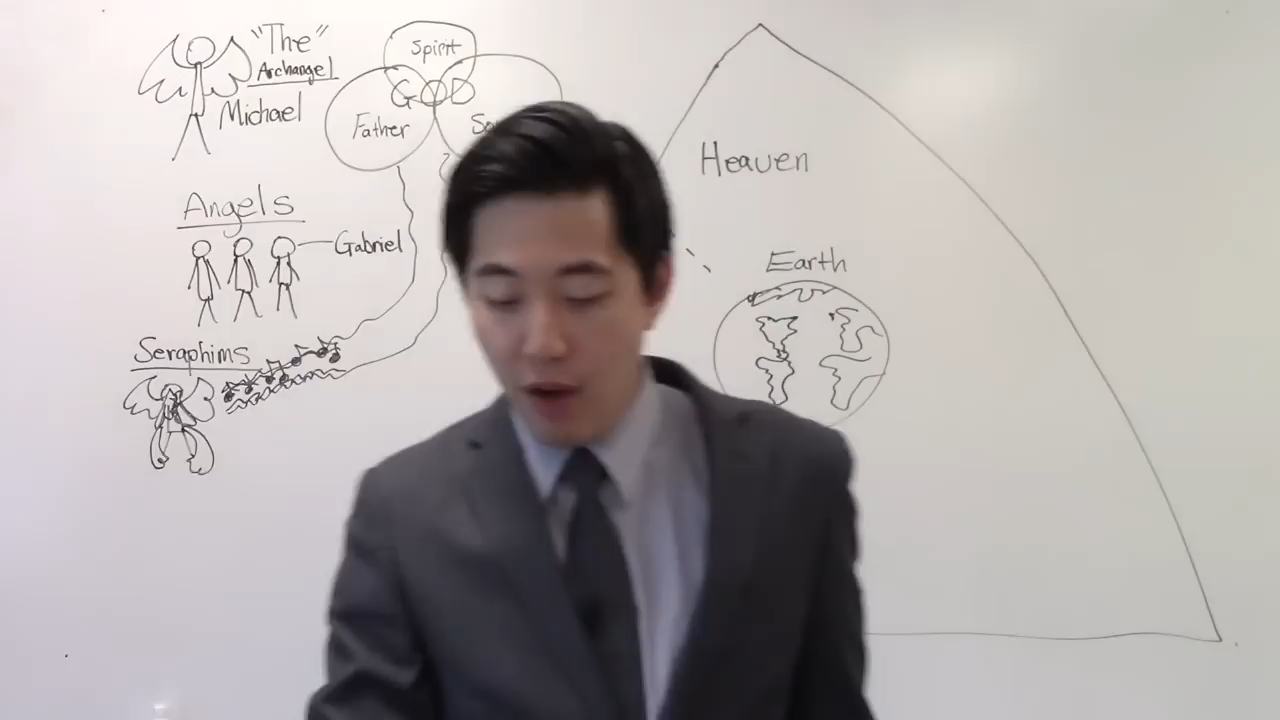 "The"
Archangel
Michael
Spirit
GOD
Father
Angels
Gabriel
Seraphims
Heaven
Earth